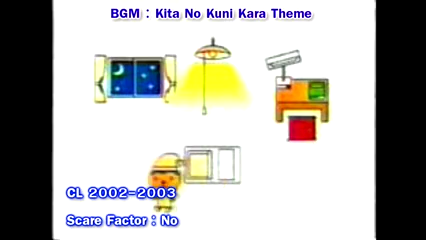 BGM : Kita No Kuni Kara Theme
CL 2002-2003
Scare Factor : No